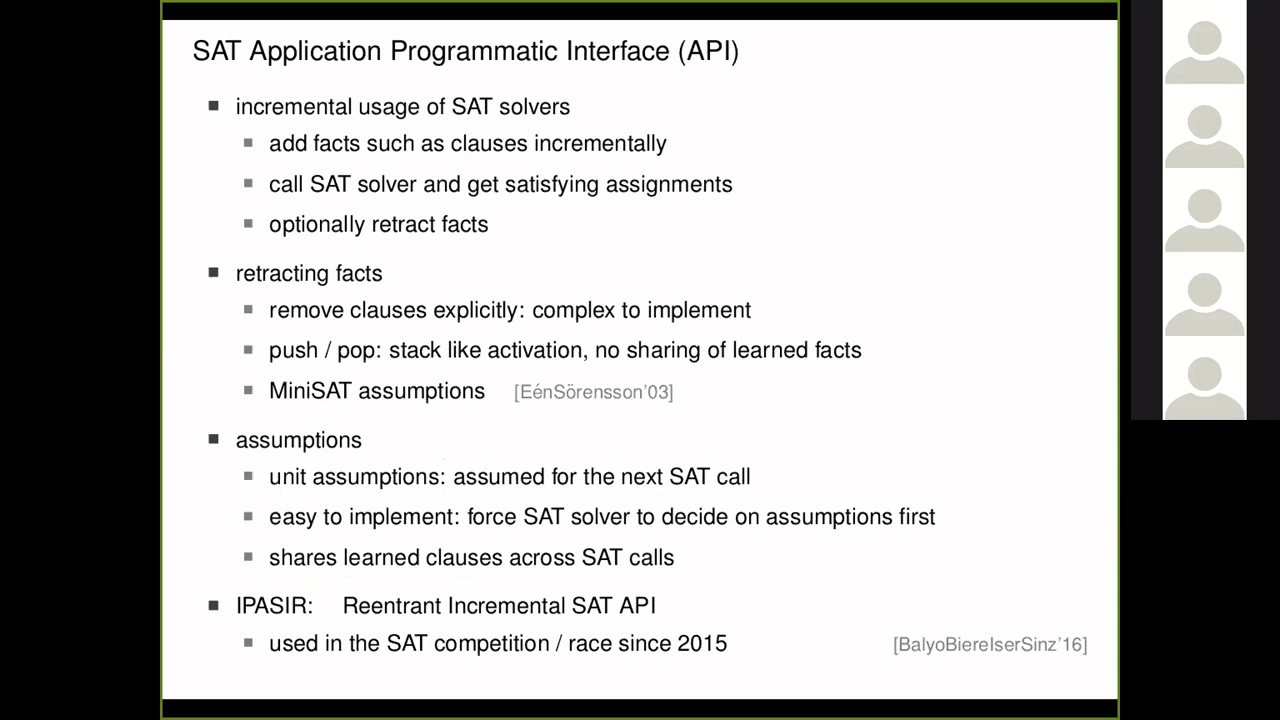 SAT Application Programmatic Interface (API)
incremental usage of SAT solvers
add facts such as clauses incrementally
call SAT solver and get satisfying assignments
optionally retract facts
retracting facts
remove clauses explicitly: complex to implement
push / pop: stack like activation, no sharing of learned facts
MiniSAT assumptions [EénSörensson'03]
assumptions
unit assumptions: assumed for the next SAT call
easy to implement: force SAT solver to decide on assumptions first
shares learned clauses across SAT calls
IPASIR: Reentrant Incremental SAT API
used in the SAT competition / race since 2015 [BalyoBiereIserSinz'16]